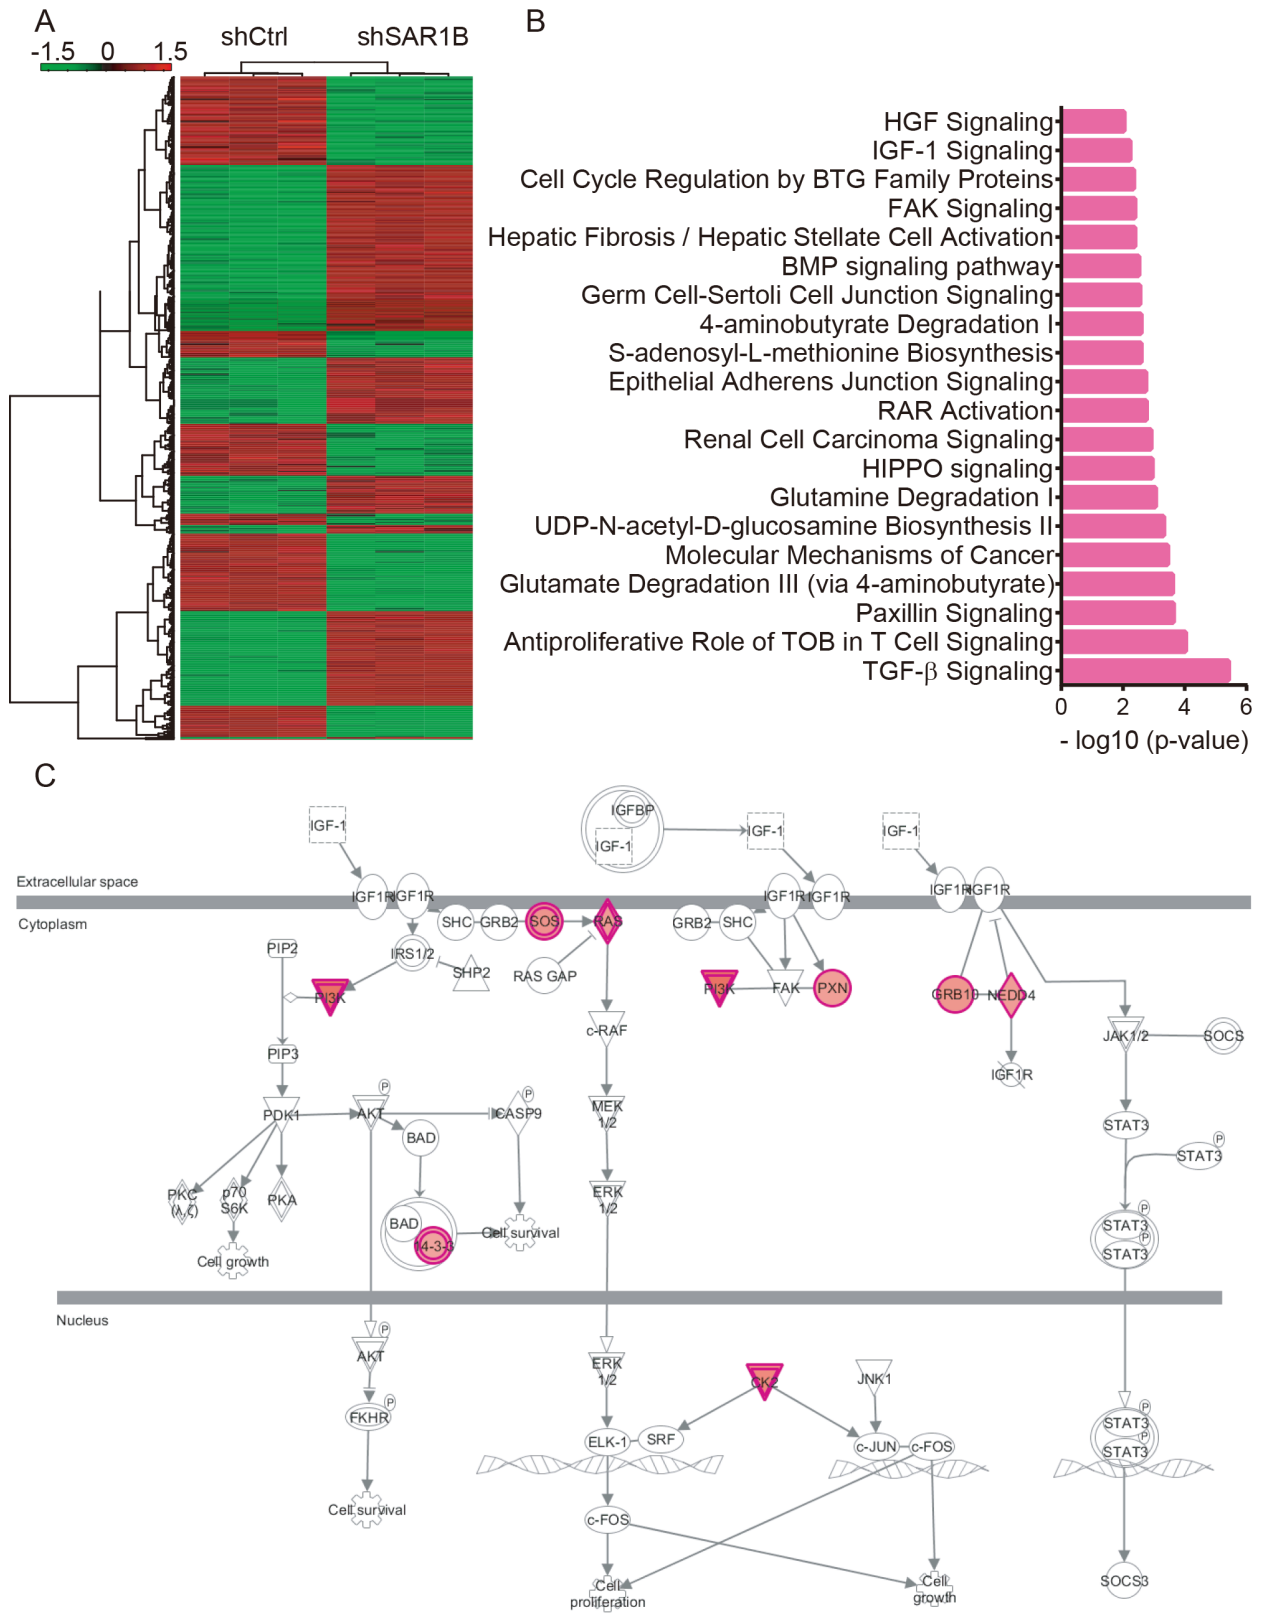 A
shCtrl
shSAR1B
-1.5
0
1.5
B
HGF Signaling
IGF-1 Signaling
Cell Cycle Regulation by BTG Family Proteins
FAK Signaling
Hepatic Fibrosis / Hepatic Stellate Cell Activation
BMP signaling pathway
Germ Cell-Sertoli Cell Junction Signaling
4-aminobutyrate Degradation I
S-adenosyl-L-methionine Biosynthesis
Epithelial Adherens Junction Signaling
RAR Activation
Renal Cell Carcinoma Signaling
HIPPO signaling
Glutamine Degradation I
UDP-N-acetyl-D-glucosamine Biosynthesis II
Molecular Mechanisms of Cancer
Glutamate Degradation III (via 4-aminobutyrate)
Paxillin Signaling
Antiproliferative Role of TOB in T Cell Signaling
TGF-β Signaling
0 2 4 6
- log10 (p-value)
C
IGF-1
IGFBP
IGF-1
IGF-1
IGF-1
Extracellular space
IGF1R
IGF1R
IGF1R
IGF1R
IGF1R
IGF1R
Cytoplasm
SHC
GRB2
SOS
RAS
GRB2
SHC
PIP2
IRS1/2
SHP2
RAS GAP
PI3K
PI3K
FAK
PXN
GRB10
NEDD4
c-RAF
JAK1/2
SOCS
PIP3
IGF1R
P
P
PDK1
AKT
CASP9
MEK
1/2
BAD
STAT3
P
STAT3
PKC
(λ,ζ)
p70
S6K
PKA
ERK
1/2
BAD
14-3-3
Cell survival
P
STAT3
P
STAT3
Cell growth
Nucleus
P
AKT
ERK
1/2
CK2
JNK1
P
FKHR
P
STAT3
P
STAT3
ELK-1
SRF
c-JUN
c-FOS
Cell survival
c-FOS
Cell
proliferation
Cell
growth
SOCS3